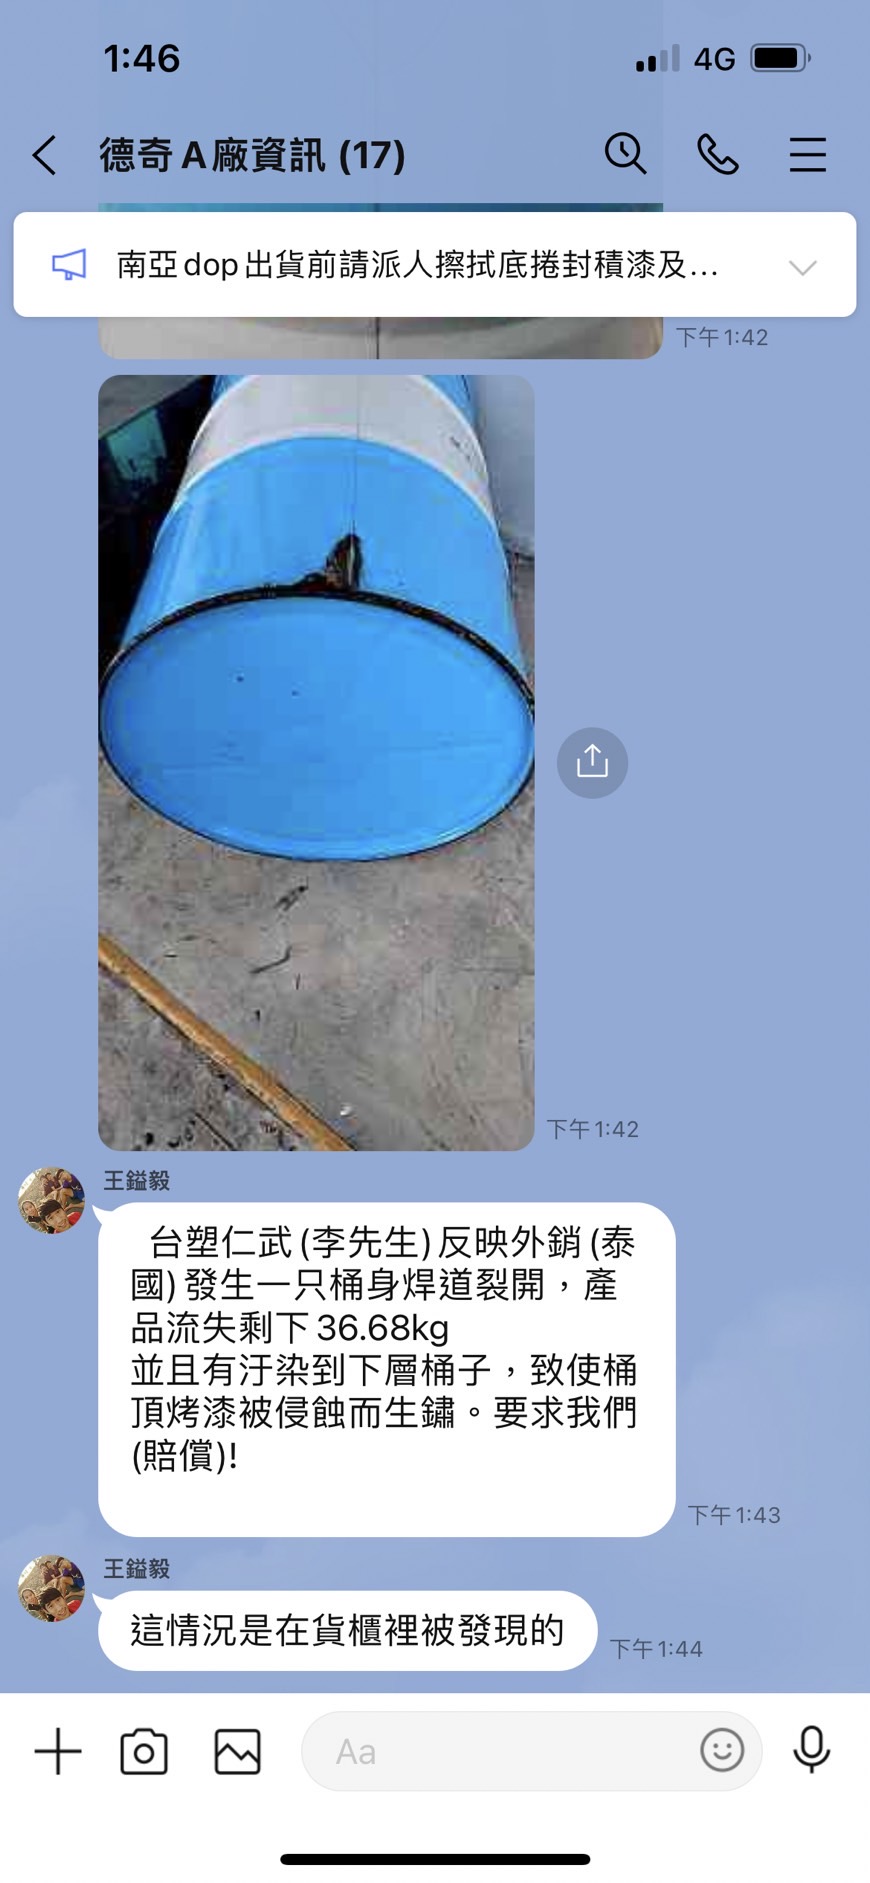 1:46
4G
德奇A廠資訊 (17)
南亞dop出貨前請派人擦拭底捲封積漆及...
下午1:42
下午1:42
王鎰毅
台塑仁武(李先生)反映外銷(泰
國)發生一只桶身焊道裂開，產
品流失剩下36.68kg
並且有汙染到下層桶子，致使桶
頂烤漆被侵蝕而生鏽。要求我們
(賠償)!
下午1:43
王鎰毅
這情況是在貨櫃裡被發現的
下午1:44
Aa